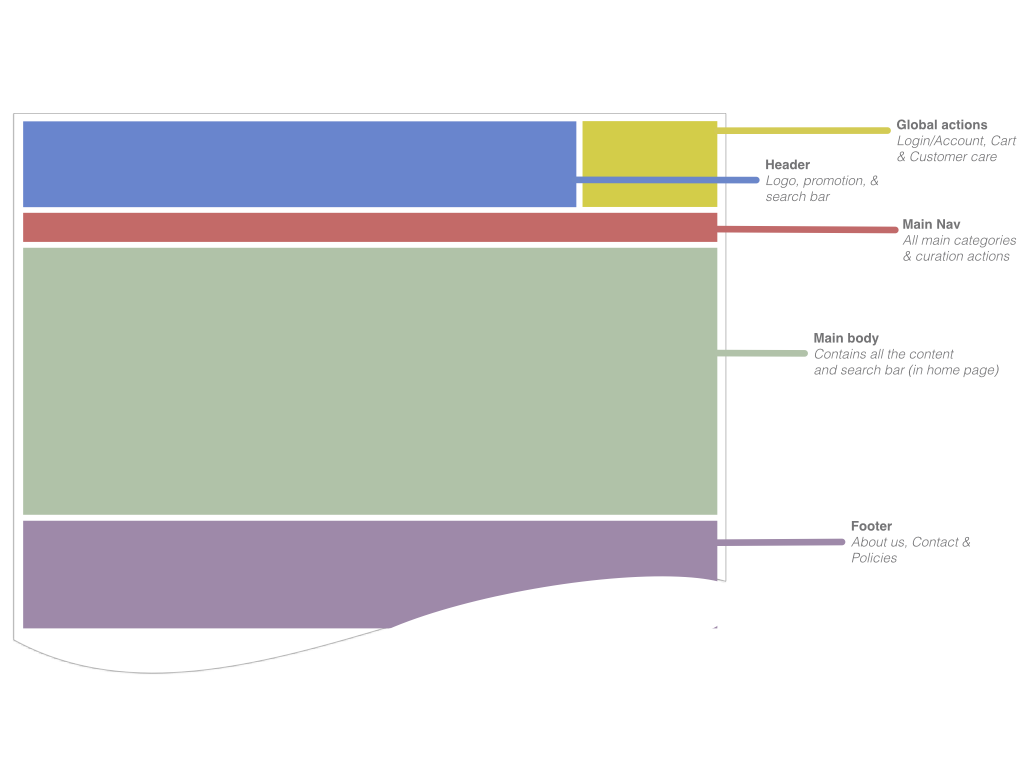 Global actions
Login/Account, Cart
& Customer care
Header
Logo, promotion, &
search bar
Main Nav
All main categories
& curation actions
Main body
Contains all the content
and search bar (in home page)
Footer
About us, Contact &
Policies